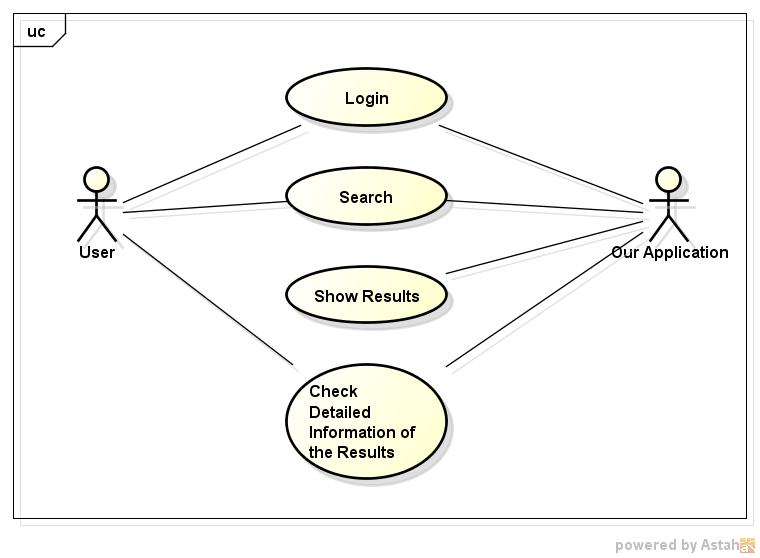 uc
Login
Search
User
Our Application
Show Results
Check
Detailed
Information of
the Results
powered by Astah